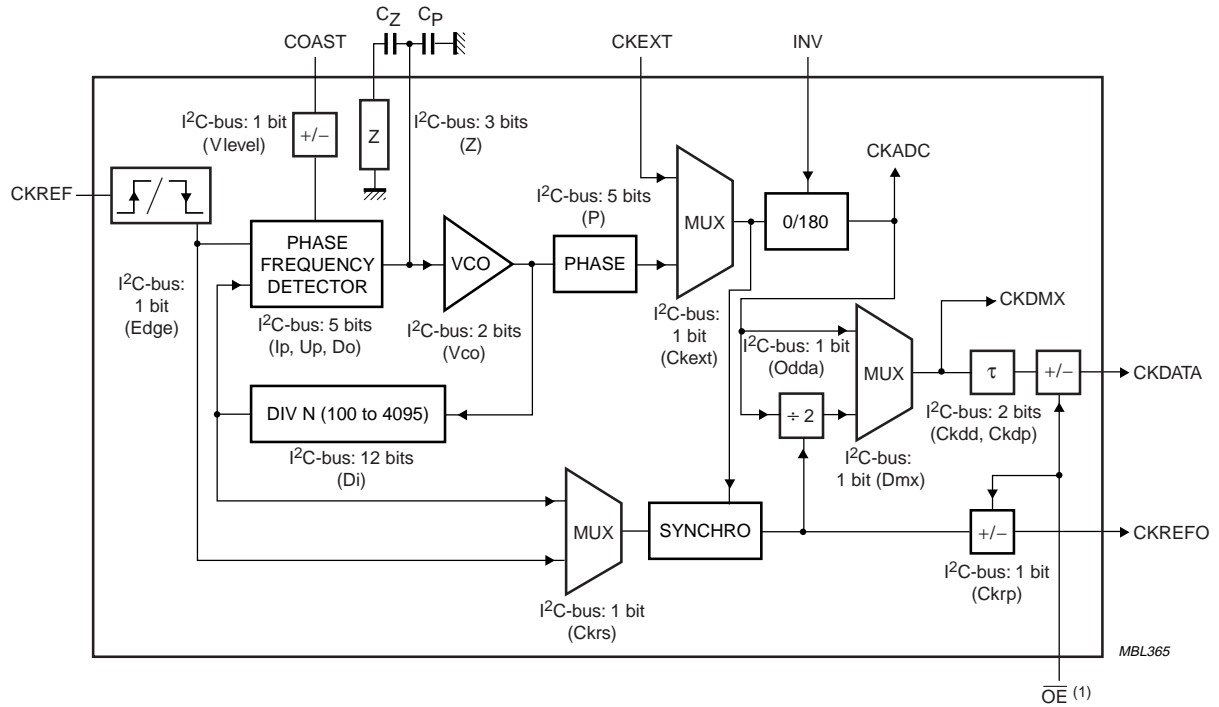 CZ CP
COAST
CKEXT
INV
I2C-bus: 1 bit
(Vlevel)
+/−
Z
I2C-bus: 3 bits
(Z)
CKADC
CKREF
/
I2C-bus: 5 bits
(P)
MUX
0/180
PHASE
FREQUENCY
DETECTOR
VCO
PHASE
I2C-bus:
1 bit
(Edge)
I2C-bus: 5 bits
(Ip, Up, Do)
I2C-bus: 2 bits
(Vco)
I2C-bus:
1 bit
(Ckext)
CKDMX
I2C-bus: 1 bit
(Odda)
MUX
τ
+/−
CKDATA
DIV N (100 to 4095)
÷ 2
I2C-bus: 2 bits
(Ckdd, Ckdp)
I2C-bus: 12 bits
(Di)
I2C-bus:
1 bit (Dmx)
MUX
SYNCHRO
+/−
CKREFO
I2C-bus: 1 bit
(Ckrp)
I2C-bus: 1 bit
(Ckrs)
MBL365
OE (1)